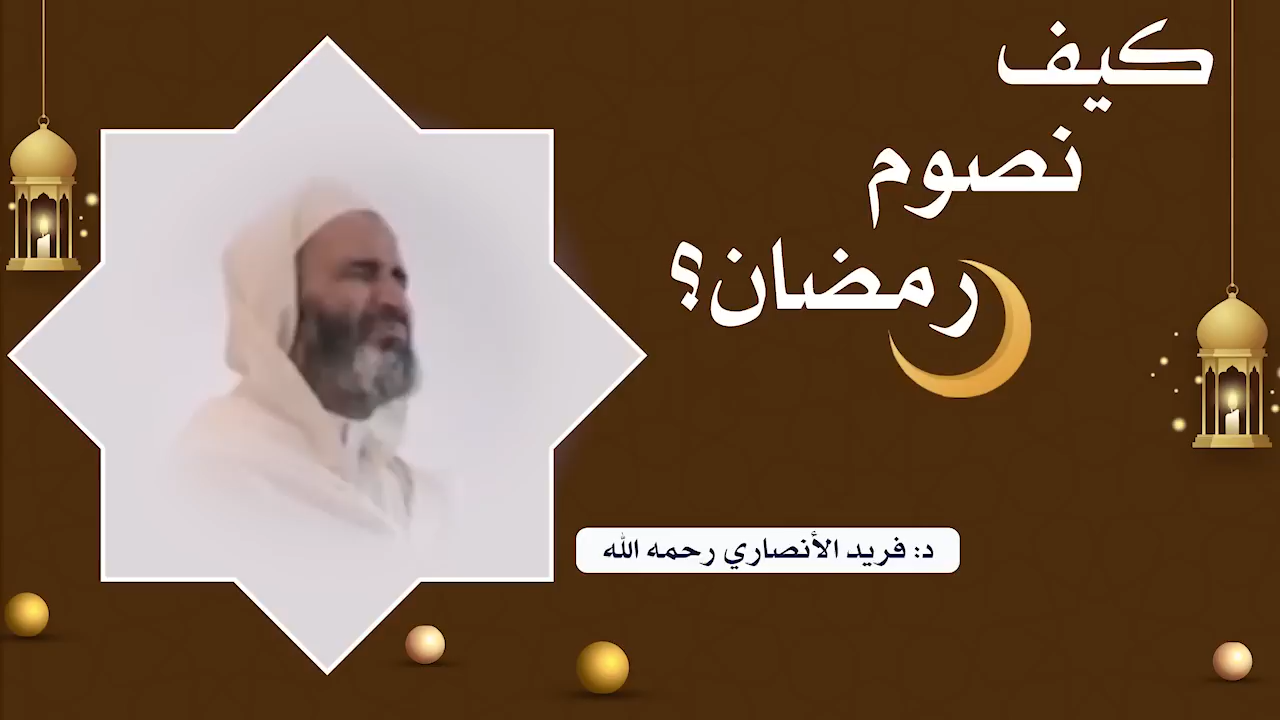 كيف
نصوم
رمضان؟
د: فريد الأنصاري رحمه الله